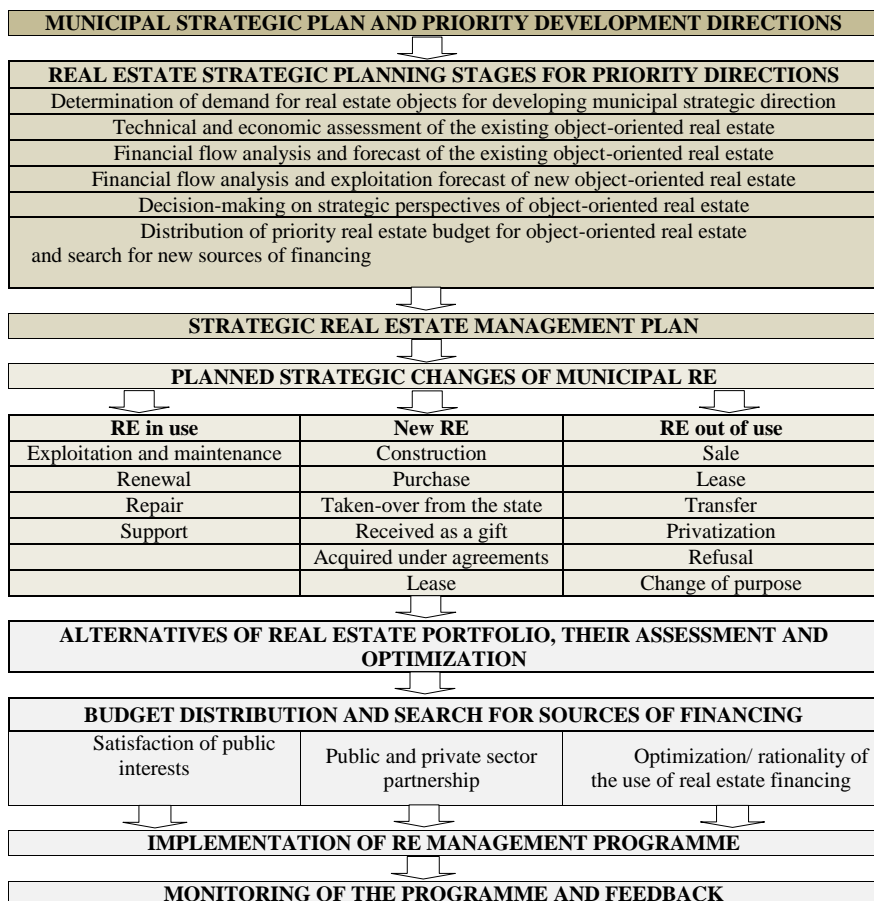 MUNICIPAL STRATEGIC PLAN AND PRIORITY DEVELOPMENT DIRECTIONS
REAL ESTATE STRATEGIC PLANNING STAGES FOR PRIORITY DIRECTIONS
Determination of demand for real estate objects for developing municipal strategic direction
Technical and economic assessment of the existing object-oriented real estate
Financial flow analysis and forecast of the existing object-oriented real estate
Financial flow analysis and exploitation forecast of new object-oriented real estate
Decision-making on strategic perspectives of object-oriented real estate
Distribution of priority real estate budget for object-oriented real estate
and search for new sources of financing
STRATEGIC REAL ESTATE MANAGEMENT PLAN
PLANNED STRATEGIC CHANGES OF MUNICIPAL RE
RE in use New RE RE out of use
Exploitation and maintenance Construction Sale
Renewal Purchase Lease
Repair Taken-over from the state Transfer
Support Received as a gift Privatization
Acquired under agreements Refusal
Lease Change of purpose
ALTERNATIVES OF REAL ESTATE PORTFOLIO, THEIR ASSESSMENT AND
OPTIMIZATION
BUDGET DISTRIBUTION AND SEARCH FOR SOURCES OF FINANCING
Satisfaction of public
interests
Public and private sector
partnership
Optimization/ rationality of
the use of real estate financing
IMPLEMENTATION OF RE MANAGEMENT PROGRAMME
MONITORING OF THE PROGRAMME AND FEEDBACK